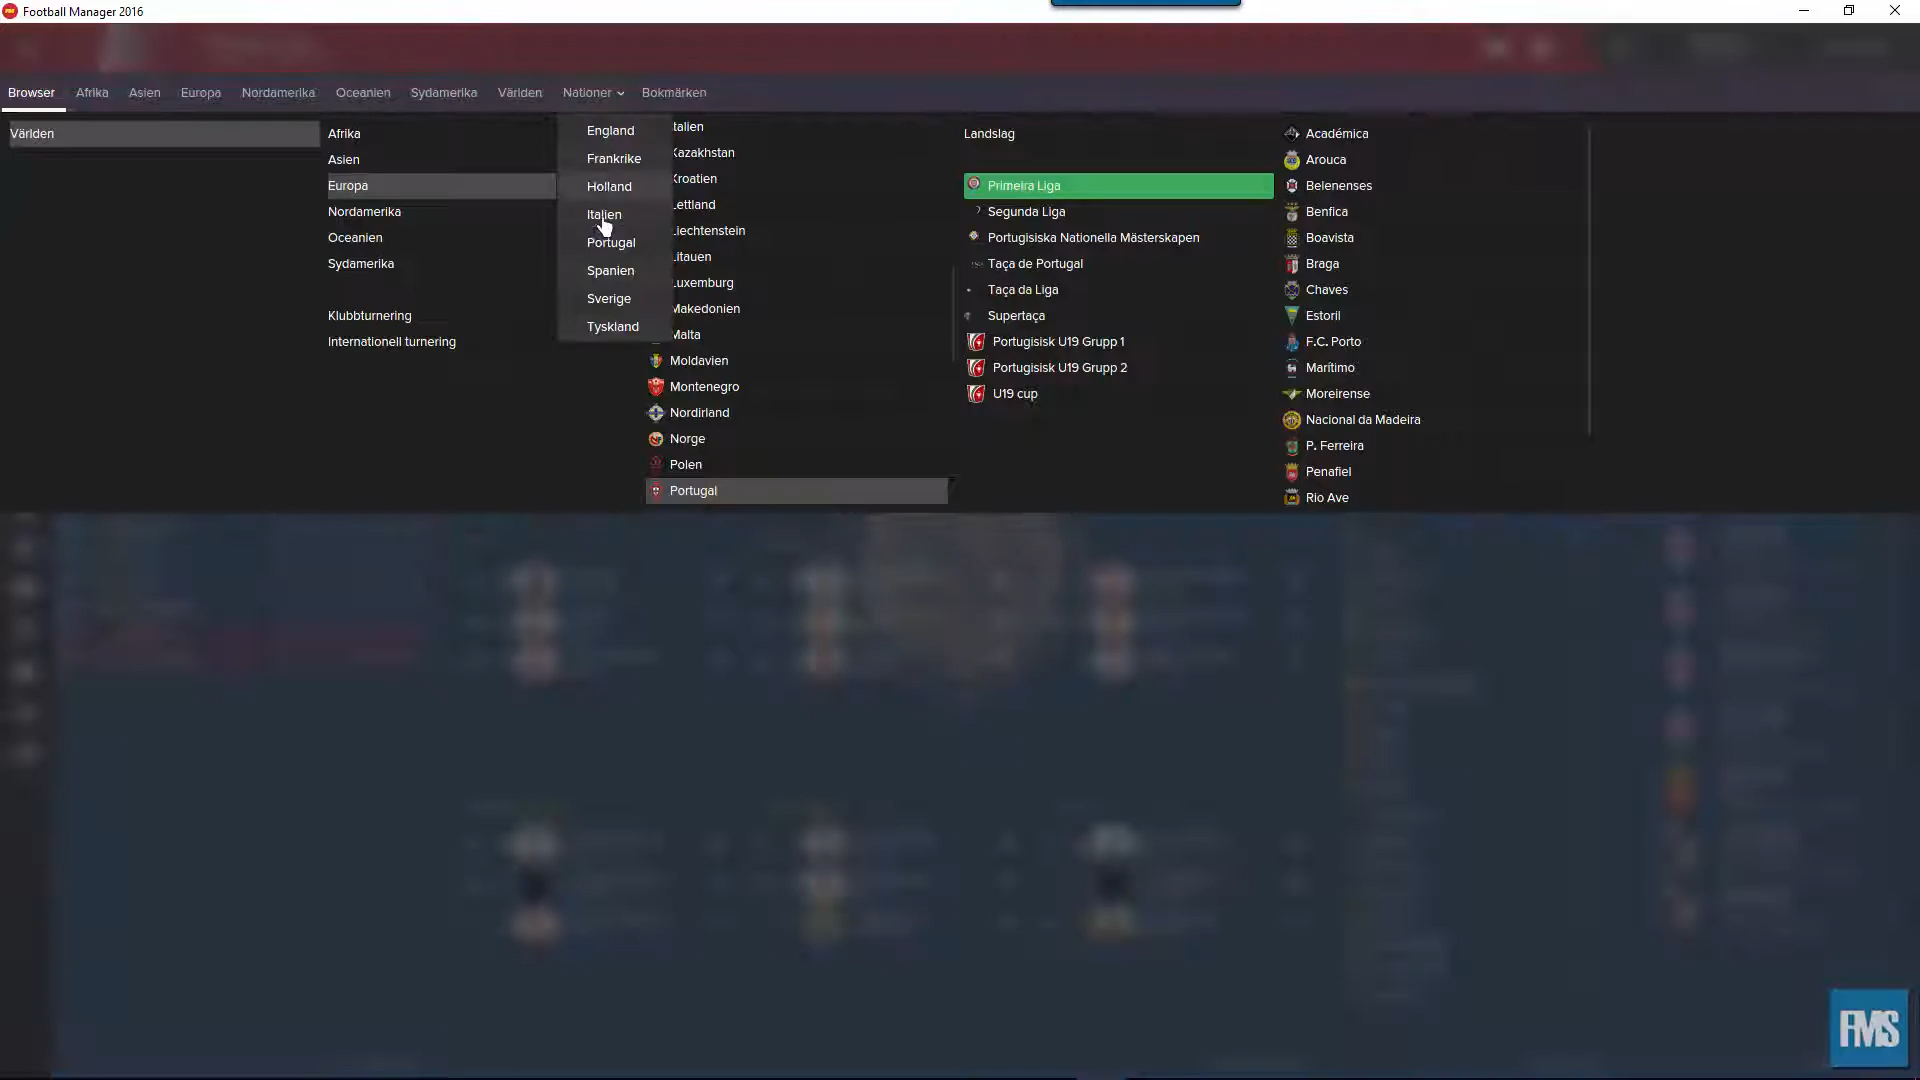 Football Manager 2016
Browser
Afrika
Asien
Europa
Nordamerika
Oceanien
Sydamerika
Världen
Nationer
Bokmärken
Världen
Afrika
Asien
Europa
Nordamerika
Oceanien
Sydamerika
Klubbturnering
Internationell turnering
England
Frankrike
Holland
Italien
Portugal
Spanien
Sverige
Tyskland
Italien
Kazakhstan
Kroatien
Lettland
Liechtenstein
Litauen
Luxemburg
Makedonien
Malta
Moldavien
Montenegro
Nordirland
Norge
Polen
Portugal
Landslag
Primeira Liga
Segunda Liga
Portugisiska Nationella Mästerskapen
Taça de Portugal
Taça da Liga
Supertaça
Portugisisk U19 Grupp 1
Portugisisk U19 Grupp 2
U19 cup
Académica
Arouca
Belenenses
Benfica
Boavista
Braga
Chaves
Estoril
F.C. Porto
Marítimo
Moreirense
Nacional da Madeira
P. Ferreira
Penafiel
Rio Ave
FMS